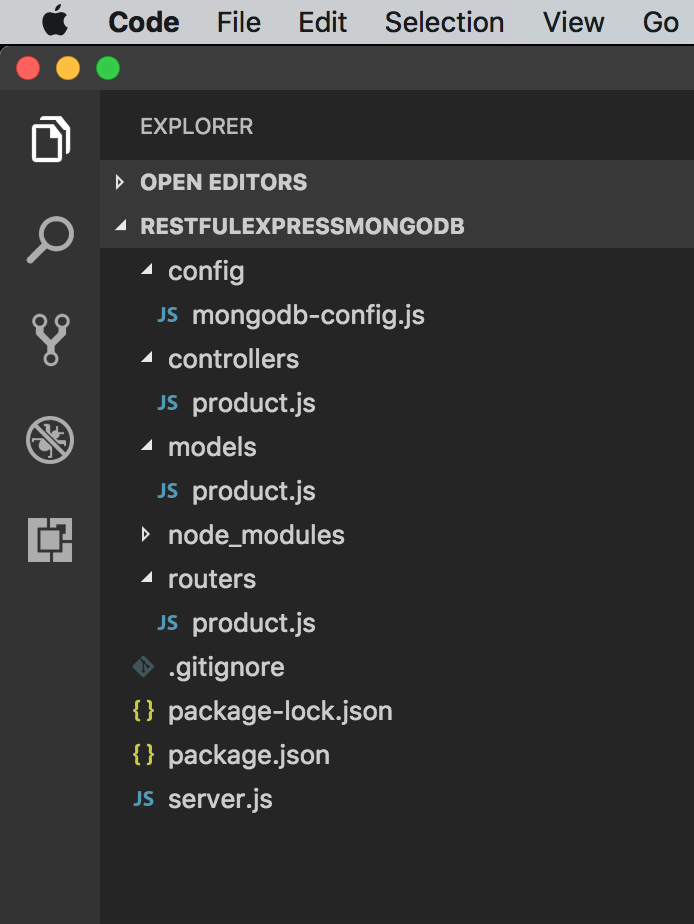 Code File Edit Selection View Go
EXPLORER
OPEN EDITORS
RESTFULEXPRESSMONGODB
config
JS mongodb-config.js
controllers
JS product.js
models
JS product.js
node_modules
routers
JS product.js
.gitignore
{} package-lock.json
{} package.json
JS server.js